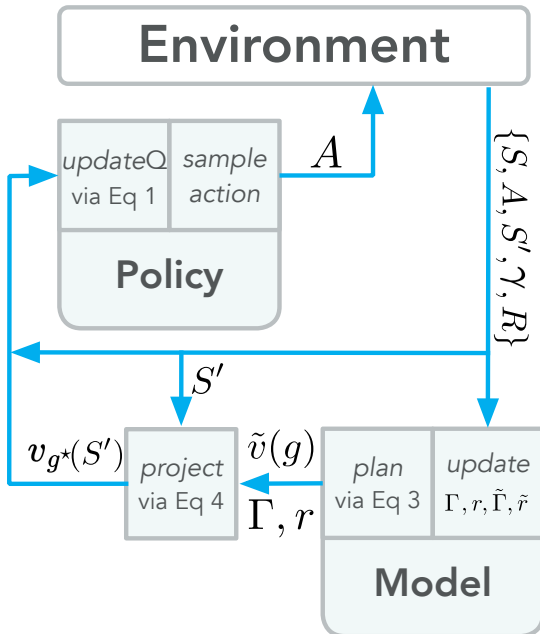 Environment
updateQ
via Eq 1
sample
action
Policy
A
{S, A, S′, γ, R}
S′
v_{g⋆}(S′)
project
via Eq 4
ṽ(g)
Γ, r
plan
via Eq 3
update
Γ, r, Γ̃, r̃
Model